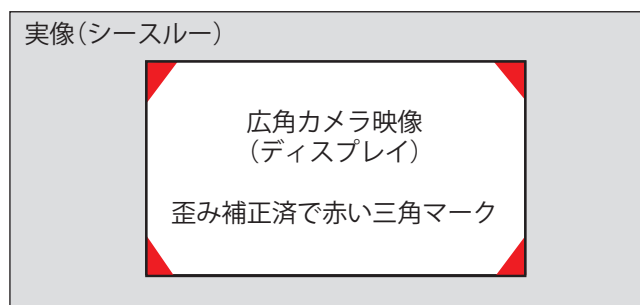 実像（シースルー）
広角カメラ映像
（ディスプレイ）
歪み補正済で赤い三角マーク